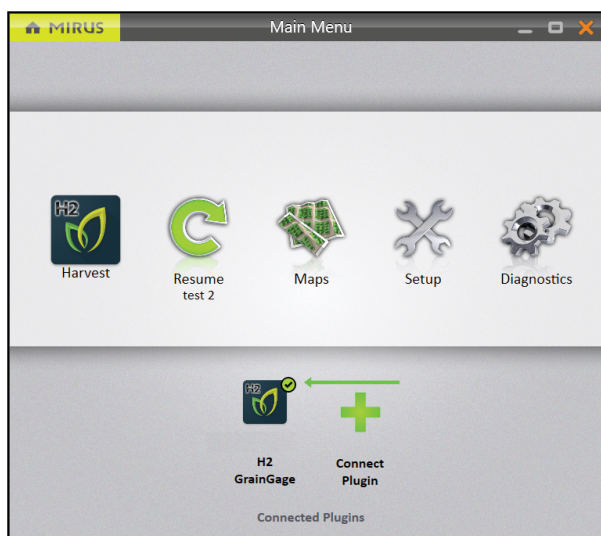 MIRUS
Main Menu
H2
Harvest
Resume
test 2
Maps
Setup
Diagnostics
H2
H2
GrainGage
Connect
Plugin
Connected Plugins